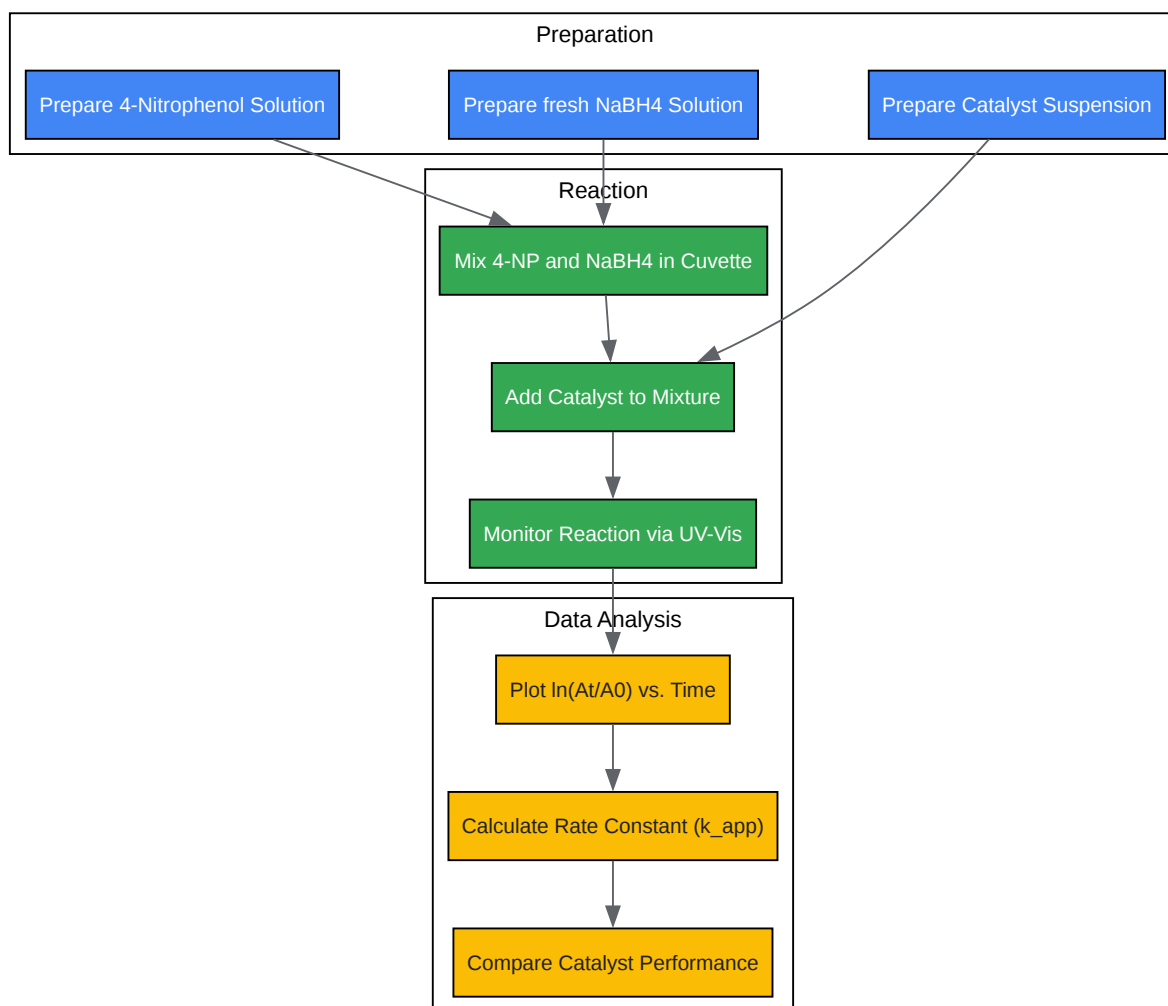 Preparation
Prepare 4-Nitrophenol Solution
Prepare fresh NaBH4 Solution
Prepare Catalyst Suspension
Reaction
Mix 4-NP and NaBH4 in Cuvette
Add Catalyst to Mixture
Monitor Reaction via UV-Vis
Data Analysis
Plot ln(At/A0) vs. Time
Calculate Rate Constant (k_app)
Compare Catalyst Performance